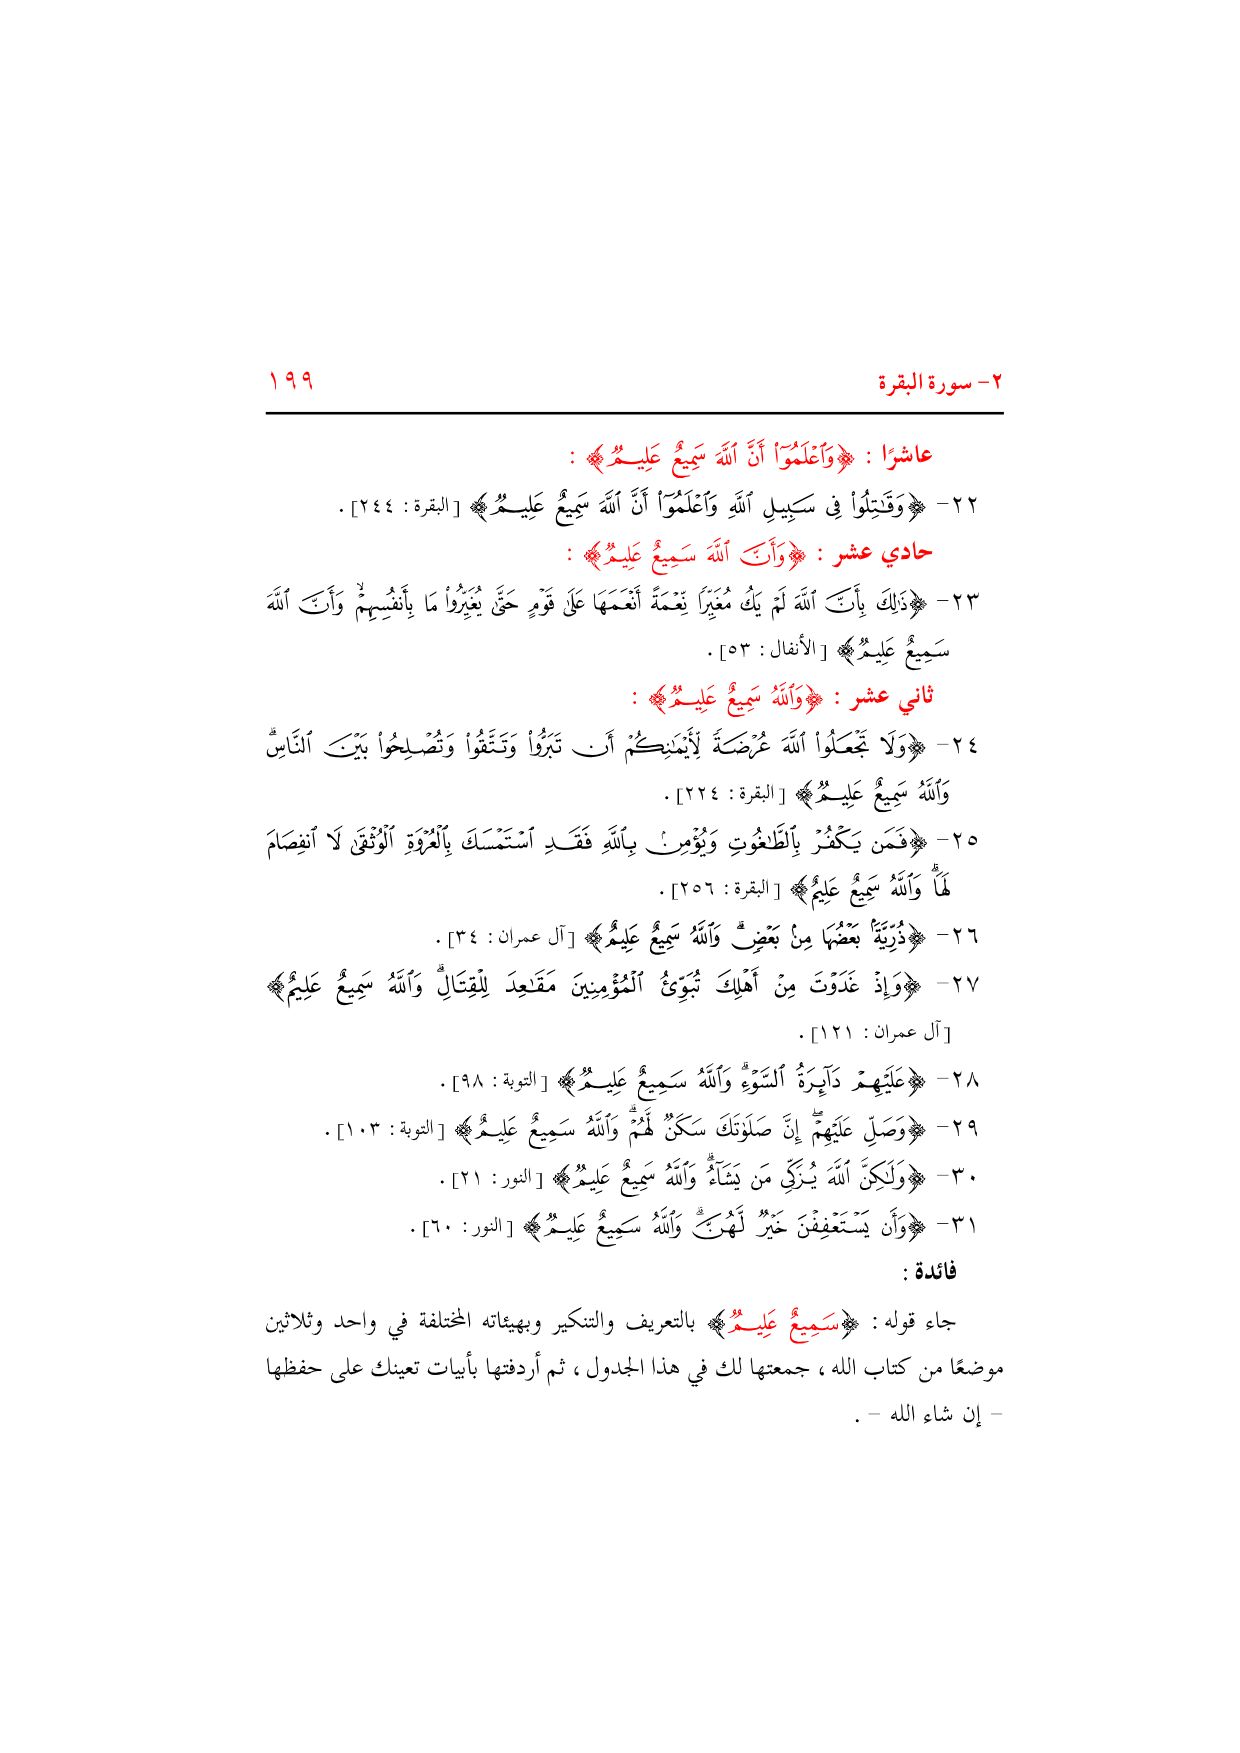 ٢- سورة البقرة ١٩٩
عاشرًا : ﴿وَٱعْلَمُوٓا۟ أَنَّ ٱللَّهَ سَمِيعٌ عَلِيمٌ﴾ :
٢٢- ﴿وَقَٰتِلُوا۟ فِى سَبِيلِ ٱللَّهِ وَٱعْلَمُوٓا۟ أَنَّ ٱللَّهَ سَمِيعٌ عَلِيمٌ﴾ [البقرة : ٢٤٤] .
حادي عشر : ﴿وَأَنَّ ٱللَّهَ سَمِيعٌ عَلِيمٌ﴾ :
٢٣- ﴿ذَٰلِكَ بِأَنَّ ٱللَّهَ لَمْ يَكُ مُغَيِّرًا نِّعْمَةً أَنْعَمَهَا عَلَىٰ قَوْمٍ حَتَّىٰ يُغَيِّرُوا۟ مَا بِأَنفُسِهِمْ ۙ وَأَنَّ ٱللَّهَ
سَمِيعٌ عَلِيمٌ﴾ [الأنفال : ٥٣] .
ثاني عشر : ﴿وَٱللَّهُ سَمِيعٌ عَلِيمٌ﴾ :
٢٤- ﴿وَلَا تَجْعَلُوا۟ ٱللَّهَ عُرْضَةً لِّأَيْمَٰنِكُمْ أَن تَبَرُّوا۟ وَتَتَّقُوا۟ وَتُصْلِحُوا۟ بَيْنَ ٱلنَّاسِ ۗ
وَٱللَّهُ سَمِيعٌ عَلِيمٌ﴾ [البقرة : ٢٢٤] .
٢٥- ﴿فَمَن يَكْفُرْ بِٱلطَّٰغُوتِ وَيُؤْمِنۢ بِٱللَّهِ فَقَدِ ٱسْتَمْسَكَ بِٱلْعُرْوَةِ ٱلْوُثْقَىٰ لَا ٱنفِصَامَ
لَهَا ۗ وَٱللَّهُ سَمِيعٌ عَلِيمٌ﴾ [البقرة : ٢٥٦] .
٢٦- ﴿ذُرِّيَّةًۢ بَعْضُهَا مِنۢ بَعْضٍ ۗ وَٱللَّهُ سَمِيعٌ عَلِيمٌ﴾ [آل عمران : ٣٤] .
٢٧- ﴿وَإِذْ غَدَوْتَ مِنْ أَهْلِكَ تُبَوِّئُ ٱلْمُؤْمِنِينَ مَقَٰعِدَ لِلْقِتَالِ ۗ وَٱللَّهُ سَمِيعٌ عَلِيمٌ﴾
[آل عمران : ١٢١] .
٢٨- ﴿عَلَيْهِمْ دَآئِرَةُ ٱلسَّوْءِ ۗ وَٱللَّهُ سَمِيعٌ عَلِيمٌ﴾ [التوبة : ٩٨] .
٢٩- ﴿وَصَلِّ عَلَيْهِمْ ۖ إِنَّ صَلَوٰتَكَ سَكَنٌ لَّهُمْ ۗ وَٱللَّهُ سَمِيعٌ عَلِيمٌ﴾ [التوبة : ١٠٣] .
٣٠- ﴿وَلَٰكِنَّ ٱللَّهَ يُزَكِّى مَن يَشَآءُ ۗ وَٱللَّهُ سَمِيعٌ عَلِيمٌ﴾ [النور : ٢١] .
٣١- ﴿وَأَن يَسْتَعْفِفْنَ خَيْرٌ لَّهُنَّ ۗ وَٱللَّهُ سَمِيعٌ عَلِيمٌ﴾ [النور : ٦٠] .
فائدة :
جاء قوله : ﴿سَمِيعٌ عَلِيمٌ﴾ بالتعريف والتنكير وبهيئاته المختلفة في واحد وثلاثين
موضعًا من كتاب الله ، جمعتها لك في هذا الجدول ، ثم أردفتها بأبيات تعينك على حفظها
– إن شاء الله – .